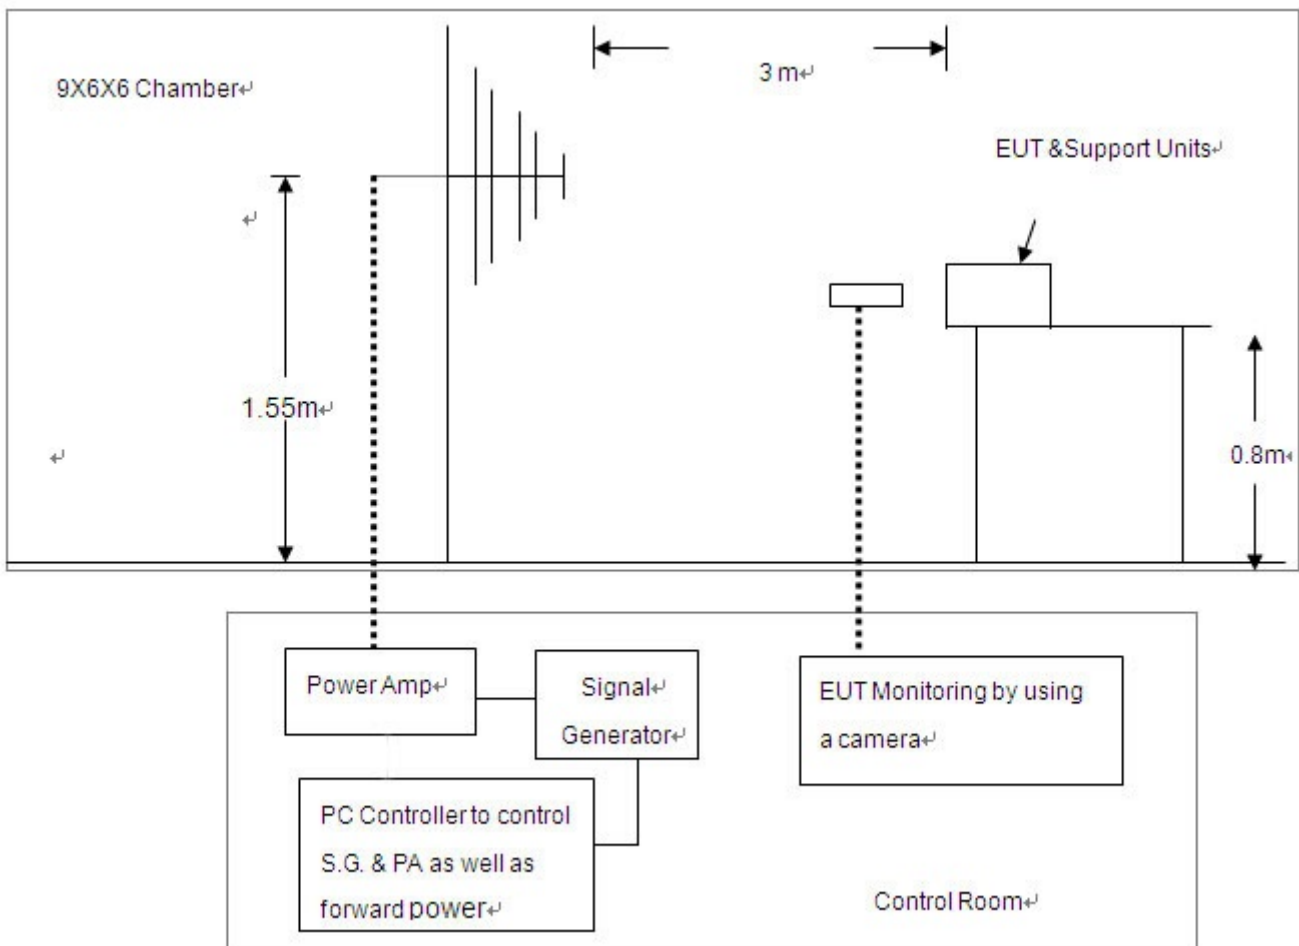 3 m↵
9X6X6 Chamber↵
EUT &Support Units↵
↵
1.55m↵
↵
0.8m↵
Power Amp↵
Signal↵
Generator↵
EUT Monitoring by using
a camera↵
PC Controller to control
S.G. & PA as well as
forward power↵
Control Room↵